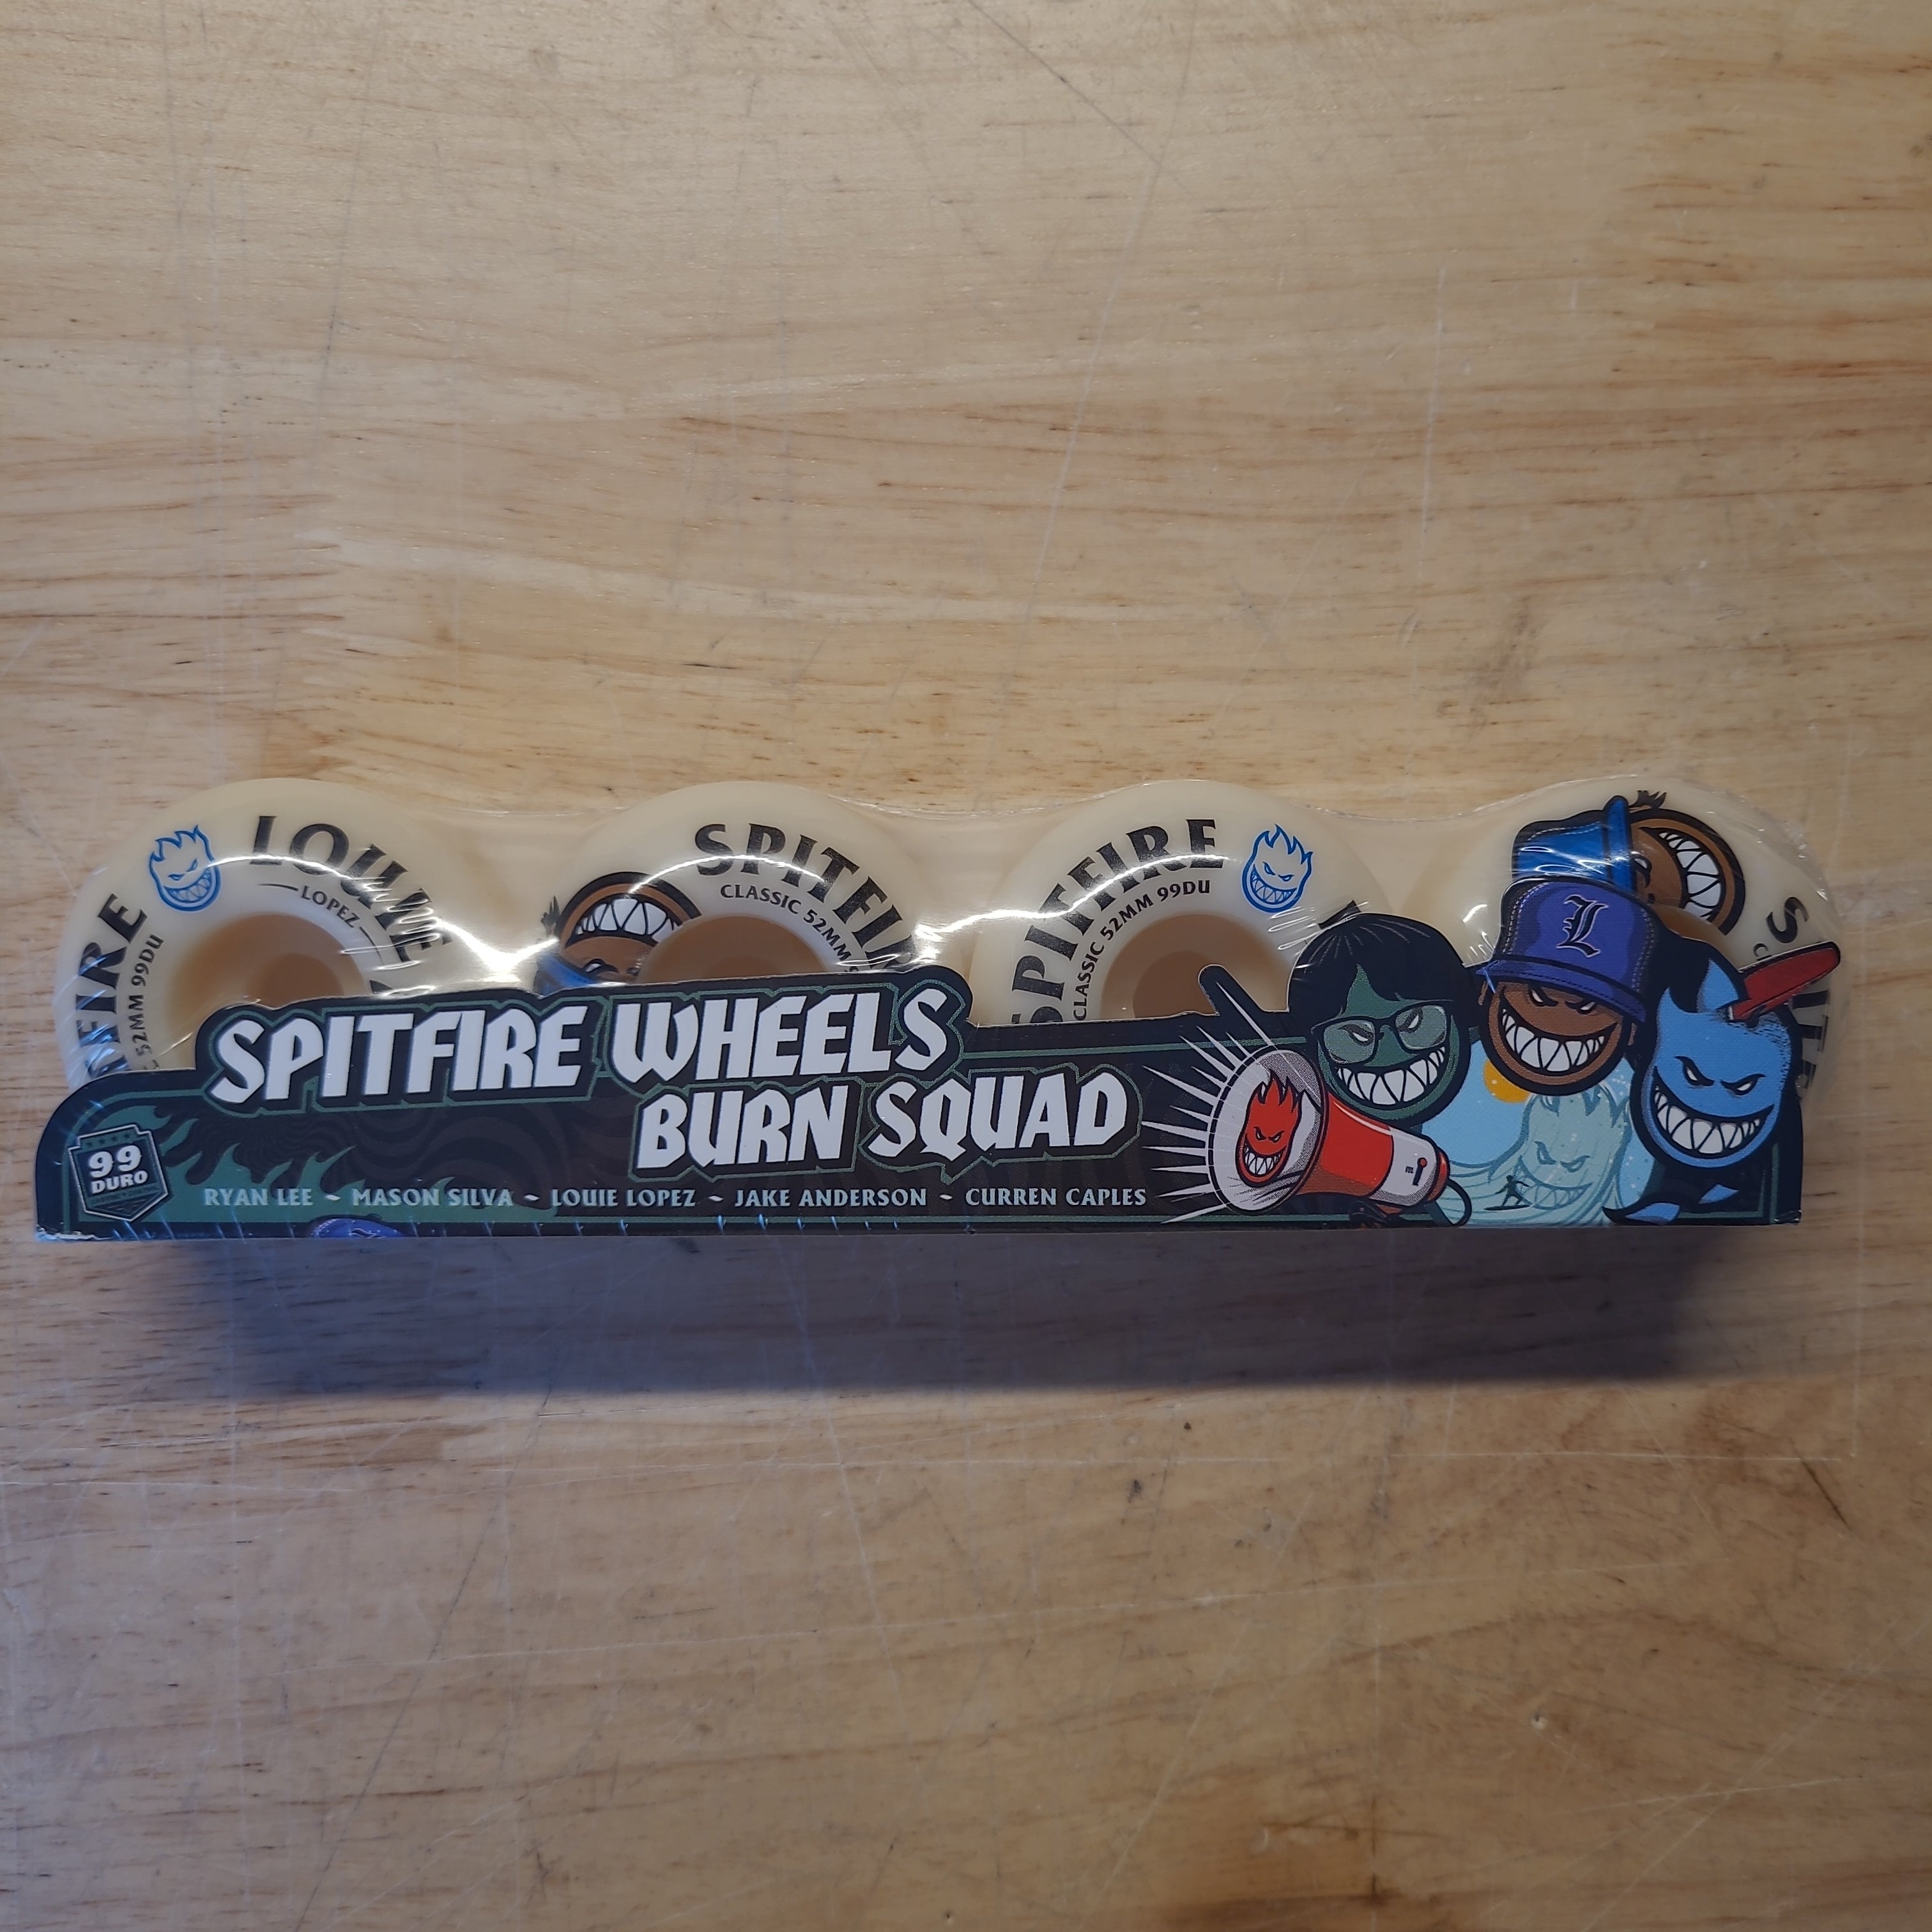 LOUIE
LOPEZ
SPITFIRE
CLASSIC 52MM
SPITFIRE
CLASSIC 52MM 99DU
52MM 99DU
L
SPITFIRE WHEELS
BURN SQUAD
99
DURO
RYAN LEE ~ MASON SILVA ~ LOUIE LOPEZ ~ JAKE ANDERSON ~ CURREN CAPLES